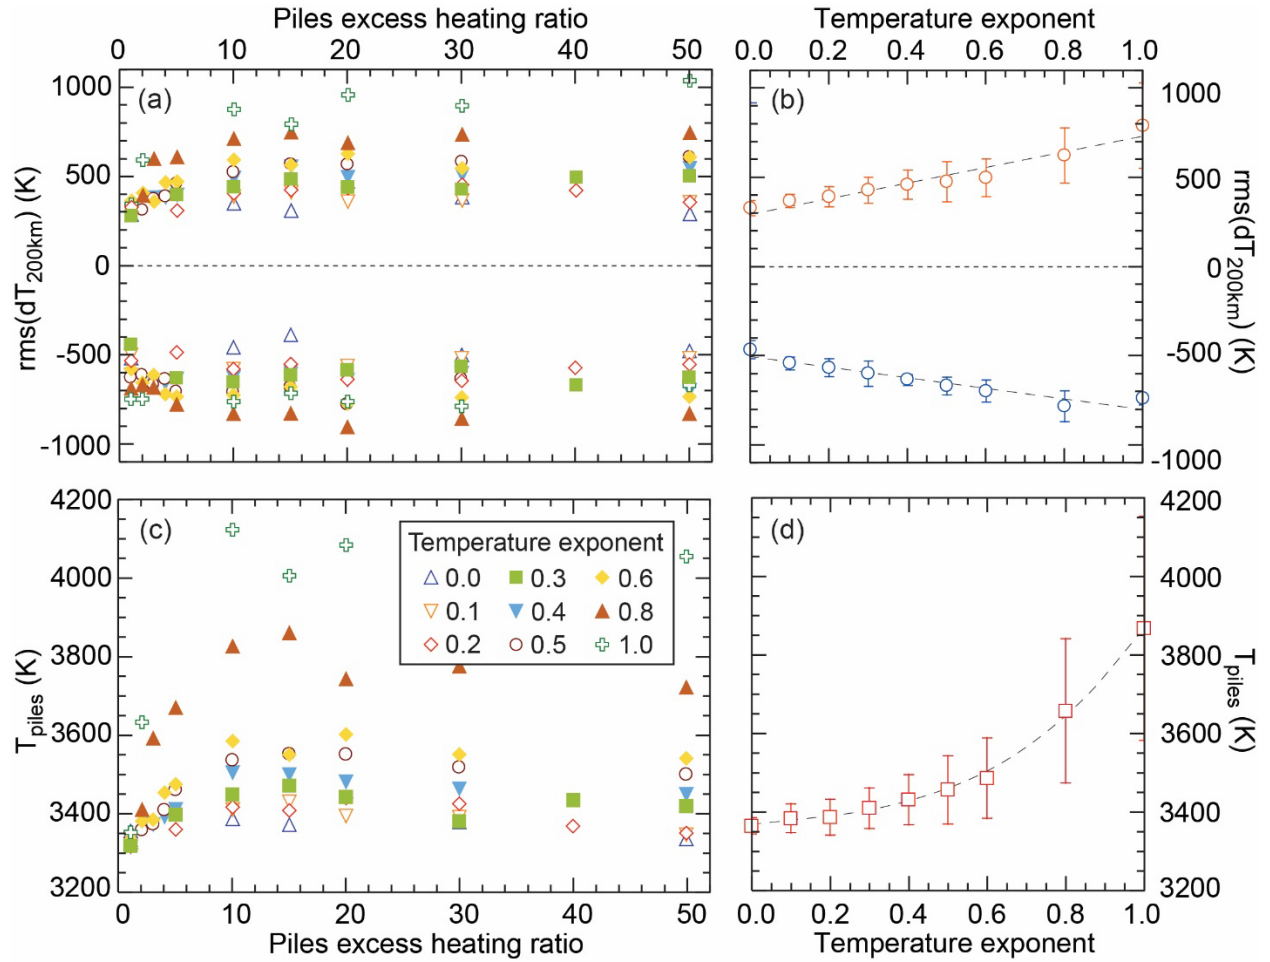 Piles excess heating ratio
Temperature exponent
0 10 20 30 40 50
0.0 0.2 0.4 0.6 0.8 1.0
(a)
1000
500
0
-500
-1000
rms(dT200km) (K)
(b)
1000
500
0
-500
-1000
rms(dT200km) (K)
(c)
4200
4000
3800
3600
3400
3200
Tpiles (K)
Temperature exponent
0.0 0.3 0.6
0.1 0.4 0.8
0.2 0.5 1.0
(d)
4200
4000
3800
3600
3400
3200
Tpiles (K)
0 10 20 30 40 50
0.0 0.2 0.4 0.6 0.8 1.0
Piles excess heating ratio
Temperature exponent